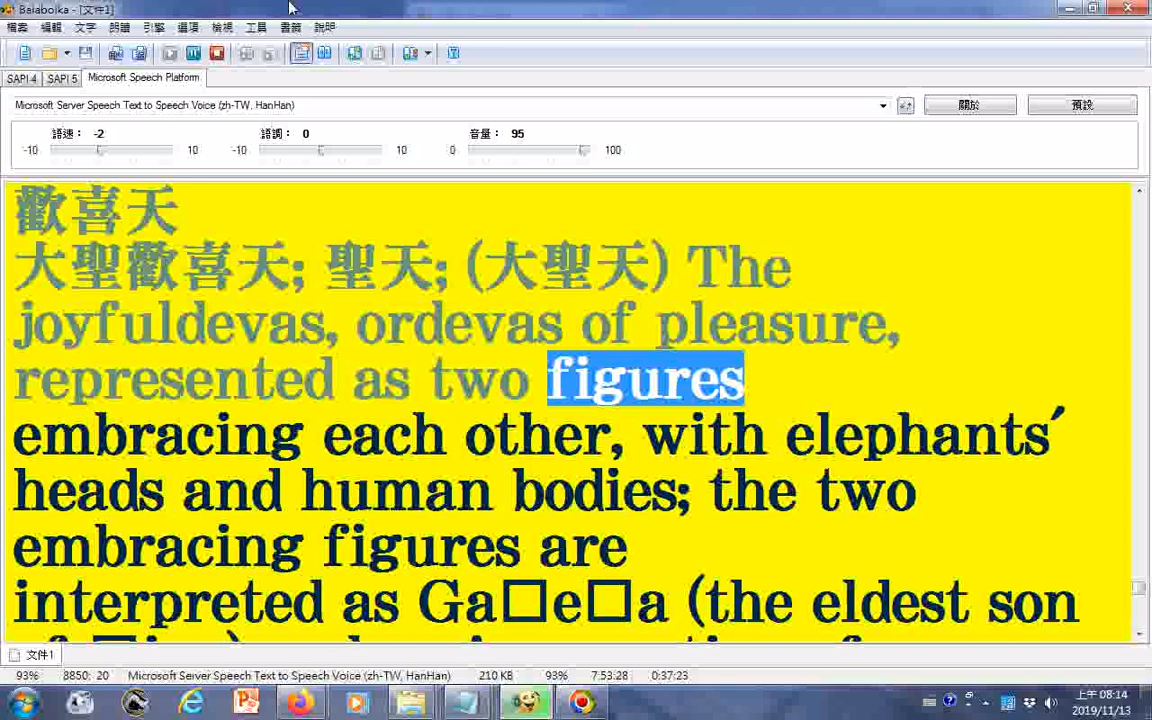 Balabolka - [文件1]
檔案 編輯 文字 朗讀 引擎 選項 檢視 工具 書籤 說明
SAPI 4 SAPI 5 Microsoft Speech Platform
Microsoft Server Speech Text to Speech Voice (zh-TW, HanHan)
關於 預設
語速： -2 語調： 0 音量： 95
-10 10 -10 10 0 100
歡喜天
大聖歡喜天; 聖天; (大聖天) The
joyfuldevas, ordevas of pleasure,
represented as two figures
embracing each other, with elephants′
heads and human bodies; the two
embracing figures are
interpreted as Ga□e□a (the eldest son
文件1
93% 8850; 20 Microsoft Server Speech Text to Speech Voice (zh-TW, HanHan) 210 KB 93% 7:53:28 0:37:23
上午 08:14
2019/11/13